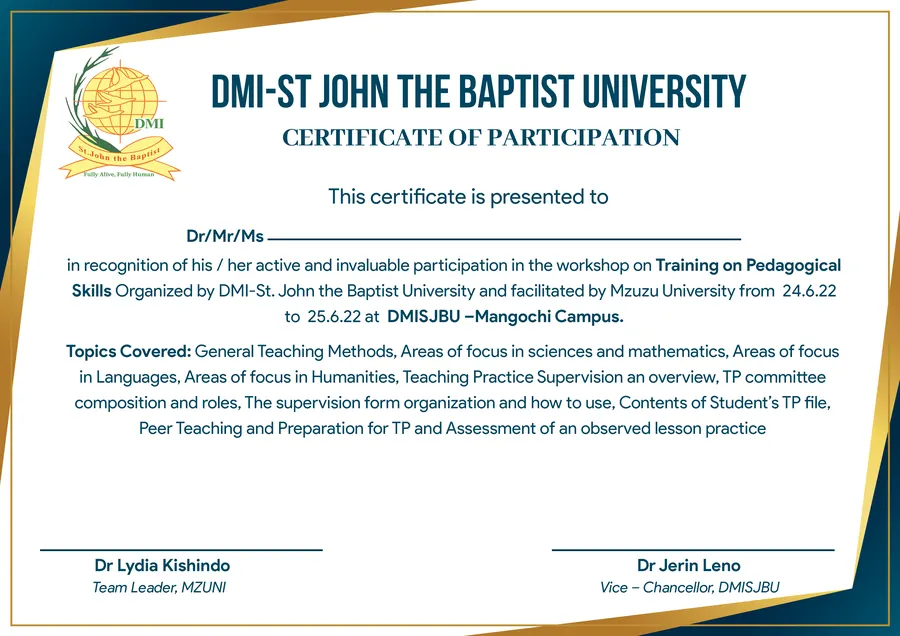 DMI
St.John the Baptist
Fully Alive, Fully Human
DMI-ST JOHN THE BAPTIST UNIVERSITY
CERTIFICATE OF PARTICIPATION
This certificate is presented to
Dr/Mr/Ms
in recognition of his / her active and invaluable participation in the workshop on Training on Pedagogical
Skills Organized by DMI-St. John the Baptist University and facilitated by Mzuzu University from 24.6.22
to 25.6.22 at DMISJBU –Mangochi Campus.
Topics Covered: General Teaching Methods, Areas of focus in sciences and mathematics, Areas of focus
in Languages, Areas of focus in Humanities, Teaching Practice Supervision an overview, TP committee
composition and roles, The supervision form organization and how to use, Contents of Student's TP file,
Peer Teaching and Preparation for TP and Assessment of an observed lesson practice
Dr Lydia Kishindo
Team Leader, MZUNI
Dr Jerin Leno
Vice – Chancellor, DMISJBU